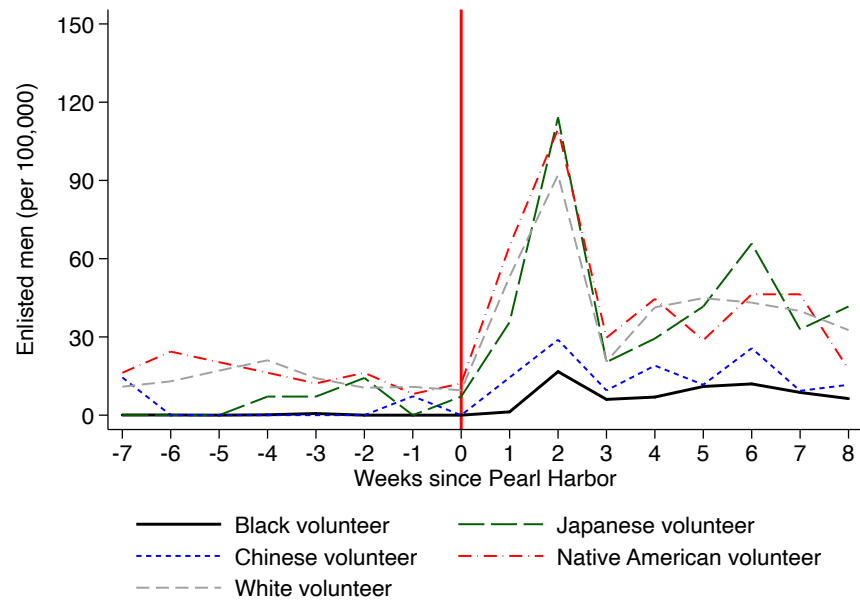 Enlisted men (per 100,000)
150
120
90
60
30
0
-7 -6 -5 -4 -3 -2 -1 0 1 2 3 4 5 6 7 8
Weeks since Pearl Harbor
Black volunteer Japanese volunteer
Chinese volunteer Native American volunteer
White volunteer